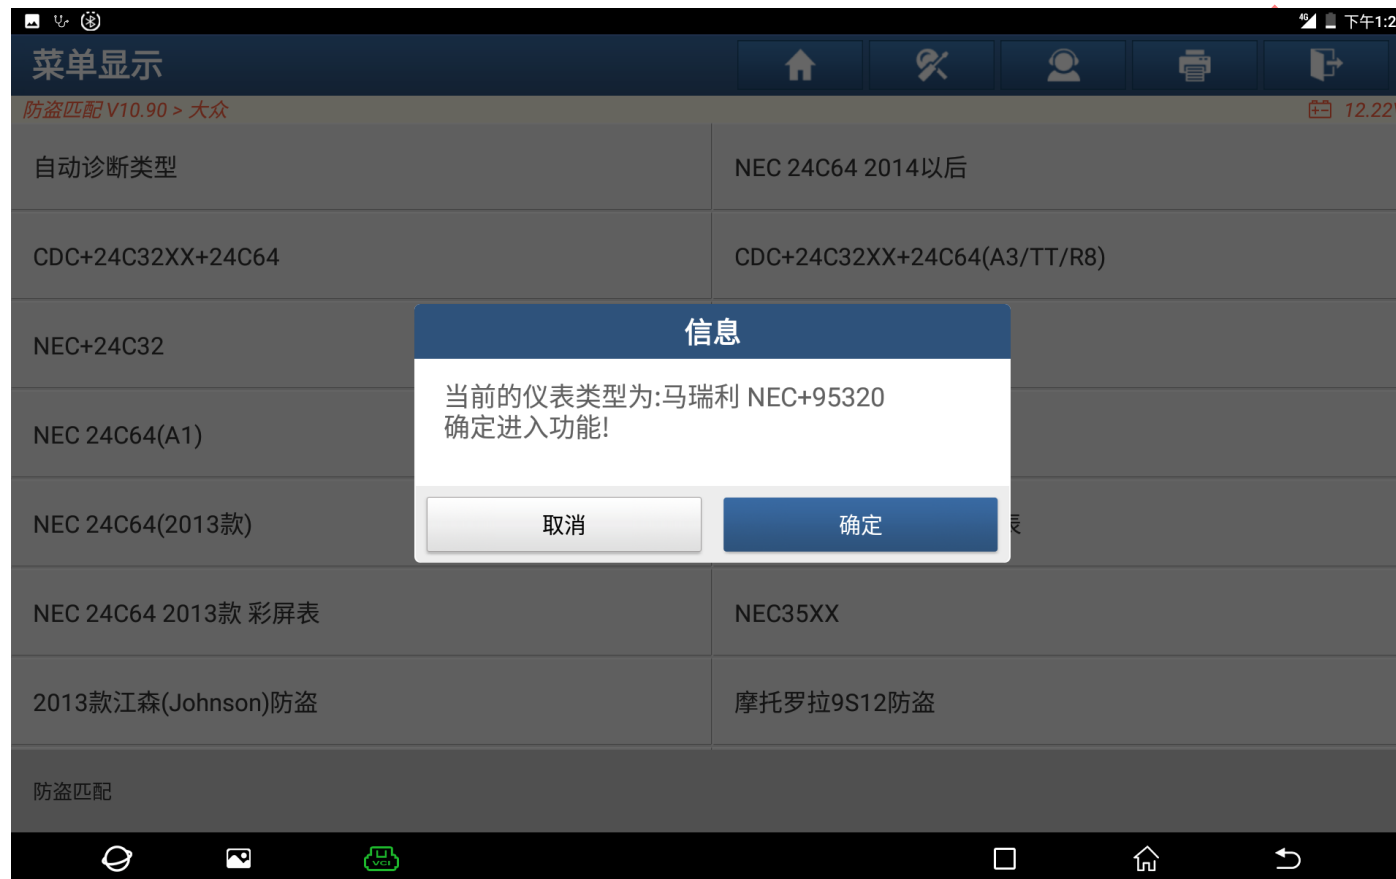 4G 下午1:2
菜单显示
防盗匹配 V10.90 > 大众
12.22
自动诊断类型
NEC 24C64 2014以后
CDC+24C32XX+24C64
CDC+24C32XX+24C64(A3/TT/R8)
NEC+24C32
信息
当前的仪表类型为:马瑞利 NEC+95320
确定进入功能!
NEC 24C64(A1)
NEC 24C64(2013款)
取消
确定
NEC 24C64 2013款 彩屏表
NEC35XX
2013款江森(Johnson)防盗
摩托罗拉9S12防盗
防盗匹配
VCI